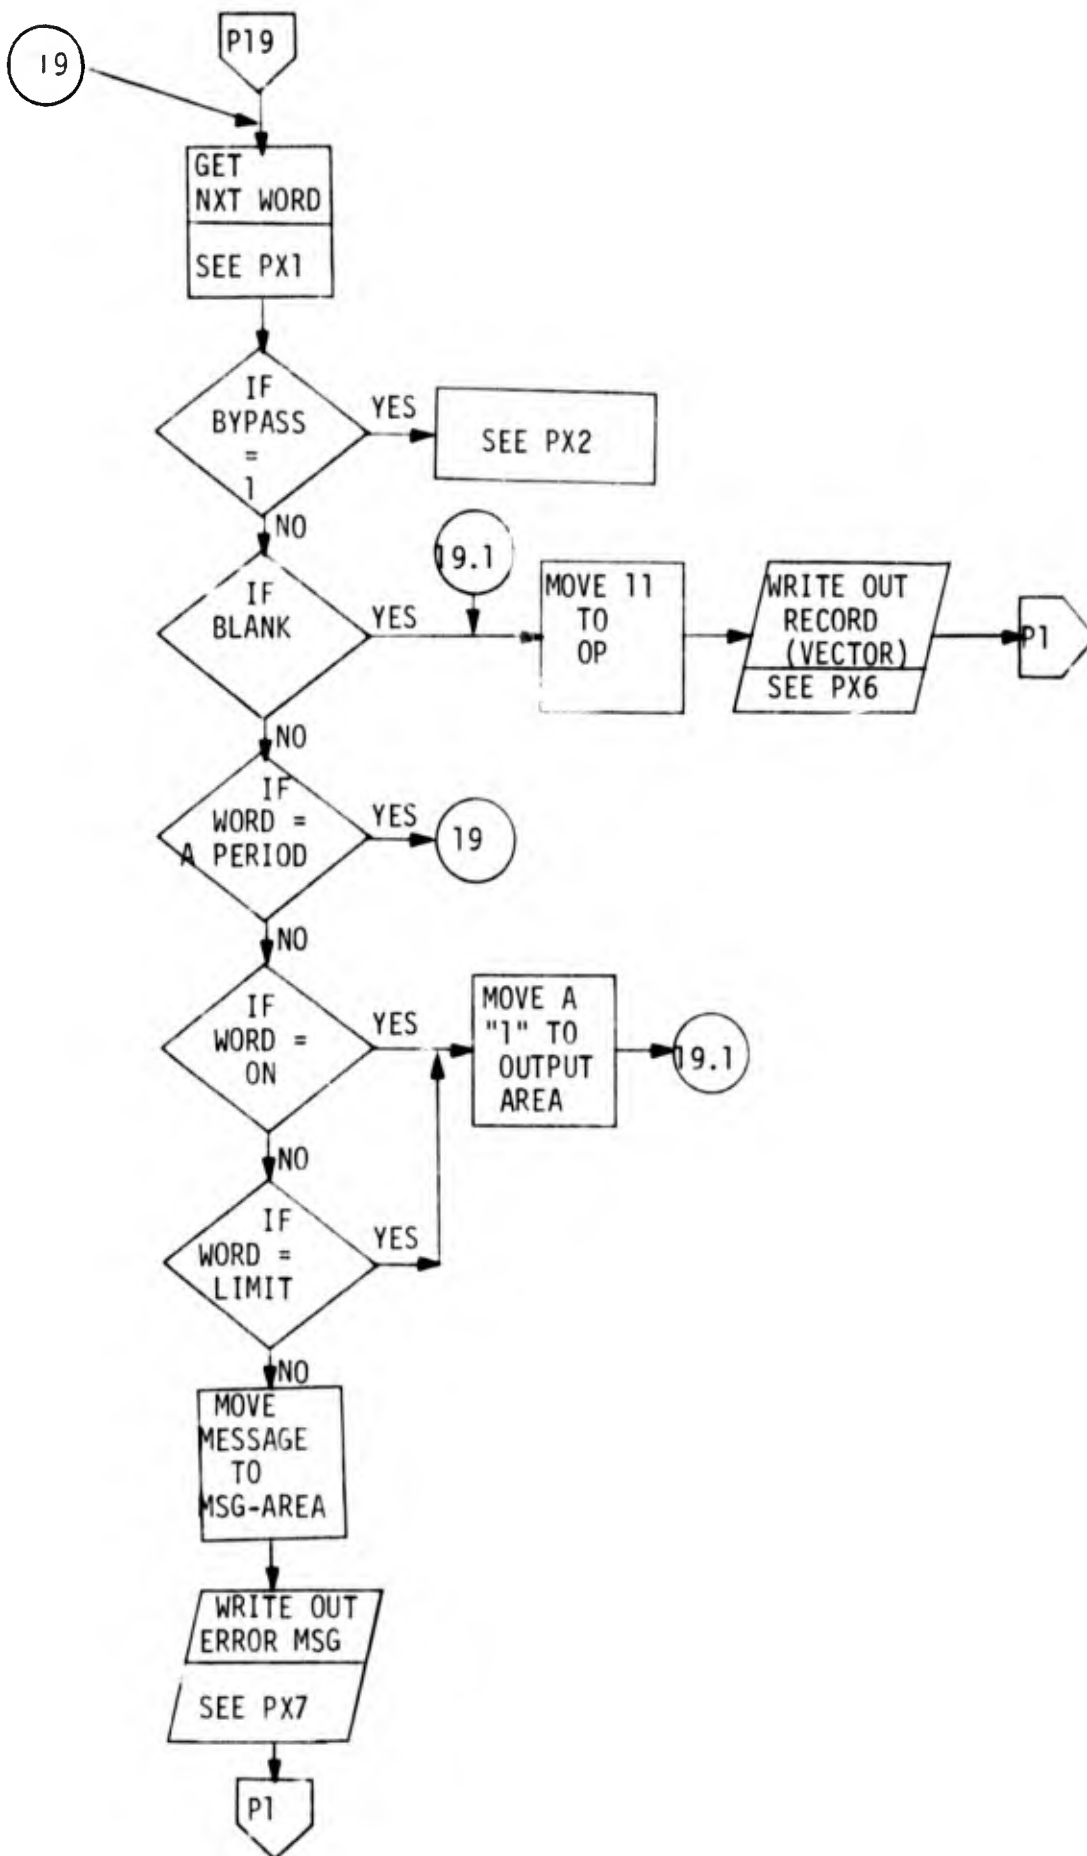 P19
19
GET
NXT WORD
SEE PX1
IF
BYPASS
=
1
YES
SEE PX2
NO
19.1
IF
BLANK
YES
MOVE 11
TO
OP
WRITE OUT
RECORD
(VECTOR)
SEE PX6
P1
NO
IF
WORD =
A PERIOD
YES
19
NO
IF
WORD =
ON
YES
MOVE A
"1" TO
OUTPUT
AREA
19.1
NO
IF
WORD =
LIMIT
YES
NO
MOVE
MESSAGE
TO
MSG-AREA
WRITE OUT
ERROR MSG
SEE PX7
P1